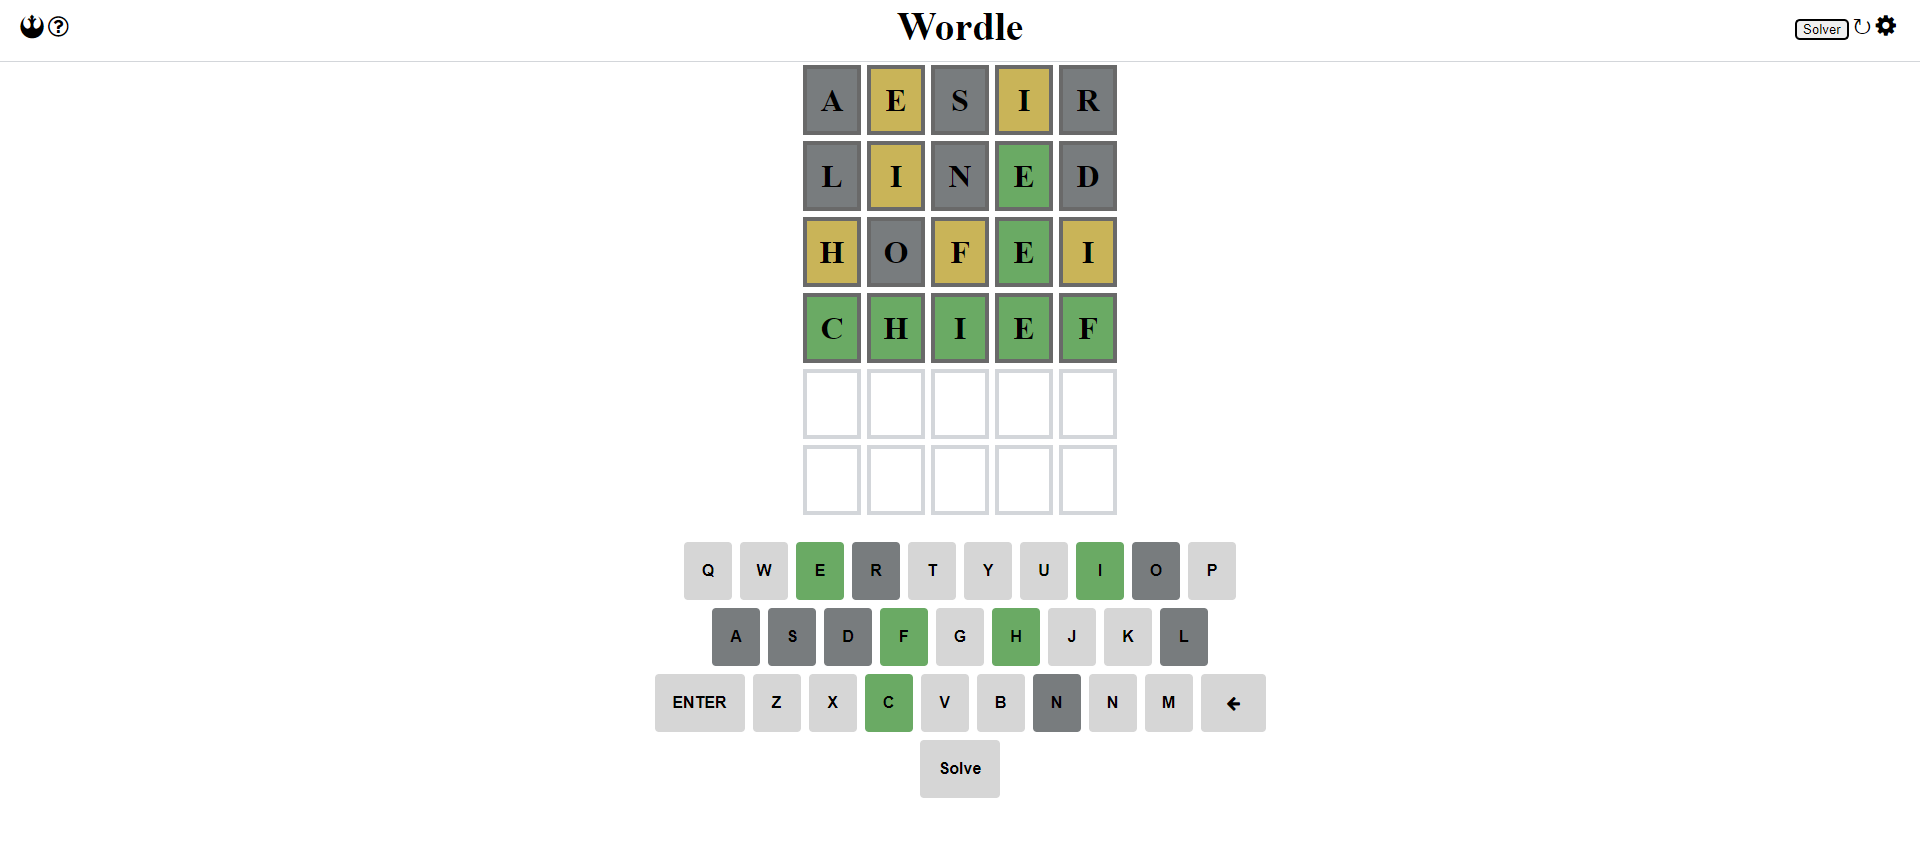 ?
Wordle
Solver
A E S I R
L I N E D
H O F E I
C H I E F
Q W E R T Y U I O P
A S D F G H J K L
ENTER Z X C V B N N M
Solve